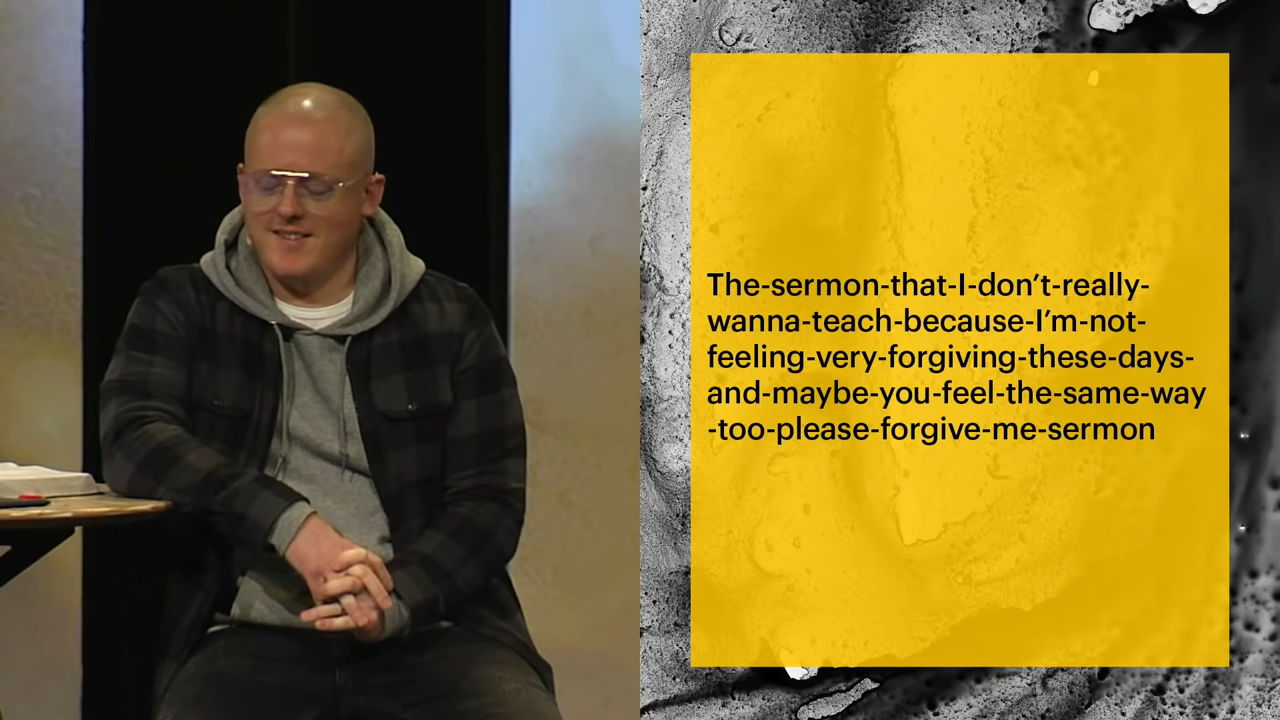 The-sermon-that-I-don’t-really-
wanna-teach-because-I’m-not-
feeling-very-forgiving-these-days-
and-maybe-you-feel-the-same-way
-too-please-forgive-me-sermon